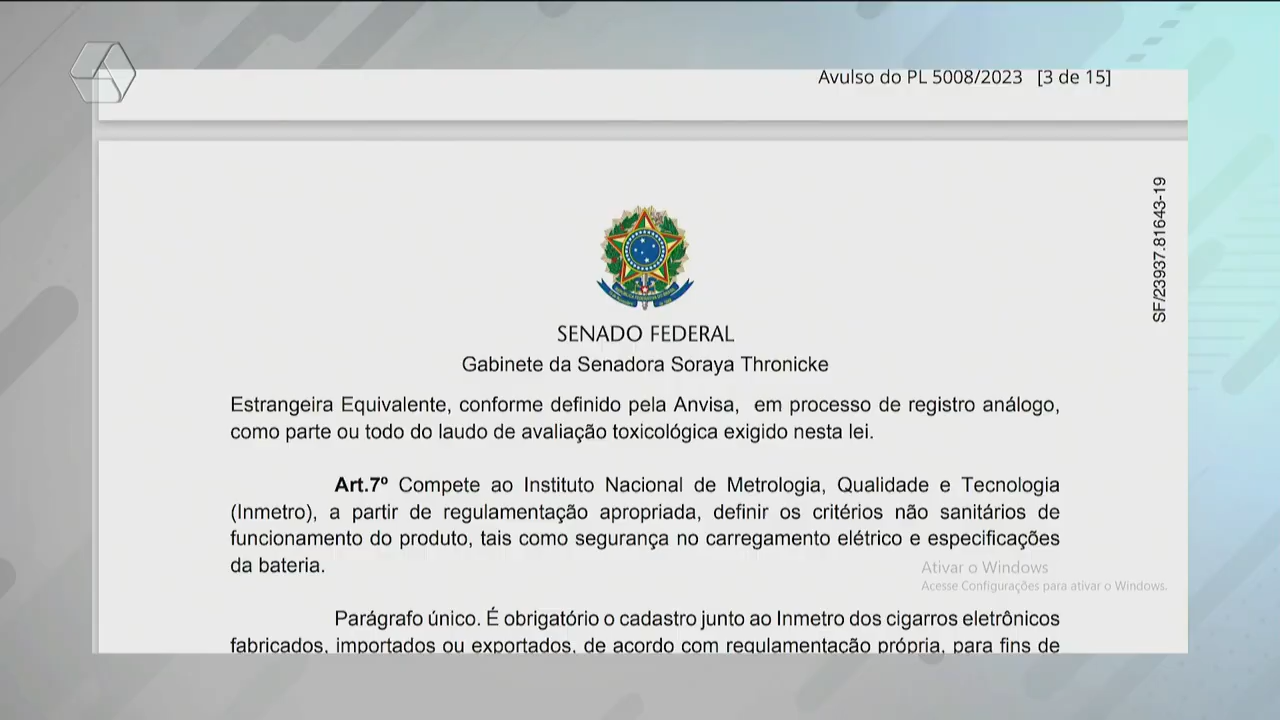 Avulso do PL 5008/2023 [3 de 15]
SF/23937.81643-19
SENADO FEDERAL
Gabinete da Senadora Soraya Thronicke
Estrangeira Equivalente, conforme definido pela Anvisa, em processo de registro análogo,
como parte ou todo do laudo de avaliação toxicológica exigido nesta lei.
Art.7º Compete ao Instituto Nacional de Metrologia, Qualidade e Tecnologia
(Inmetro), a partir de regulamentação apropriada, definir os critérios não sanitários de
funcionamento do produto, tais como segurança no carregamento elétrico e especificações
da bateria.
Ativar o Windows
Acesse Configurações para ativar o Windows.
Parágrafo único. É obrigatório o cadastro junto ao Inmetro dos cigarros eletrônicos
fabricados, importados ou exportados, de acordo com regulamentação própria, para fins de